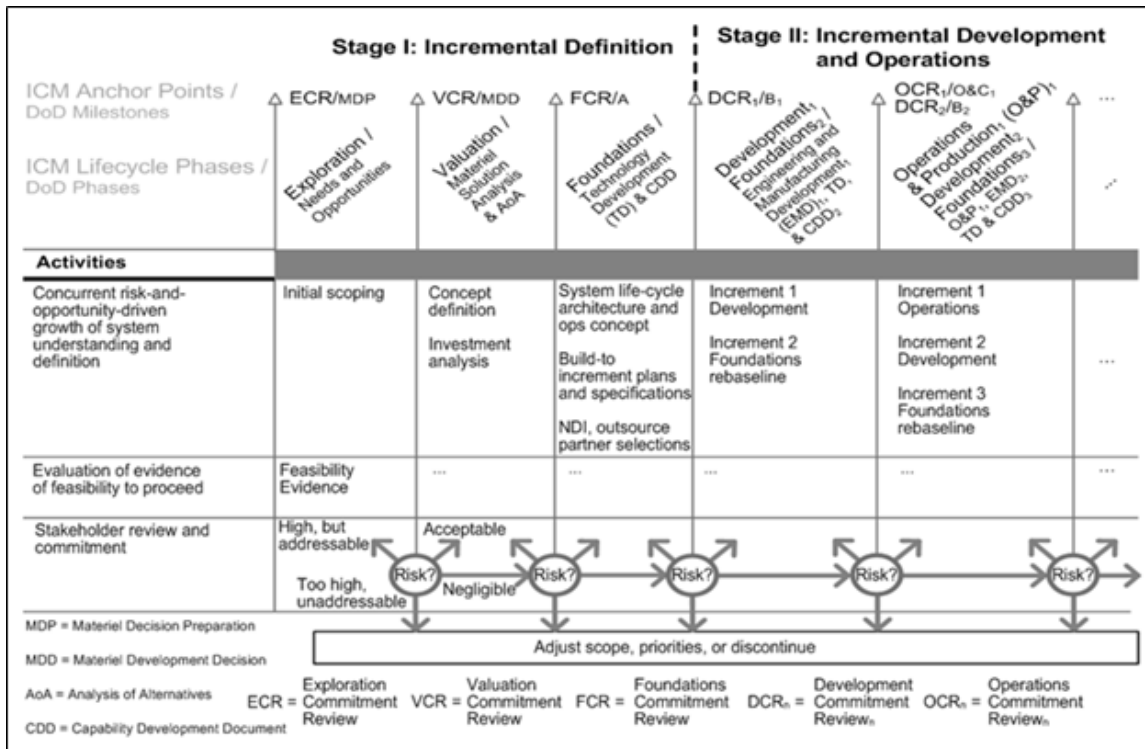 Stage I: Incremental Definition
Stage II: Incremental Development
and Operations
ICM Anchor Points /
DoD Milestones
ECR/MDP
VCR/MDD
FCR/A
DCR₁/B₁
OCR₁/O&C₁
DCR₂/B₂
...
ICM Lifecycle Phases /
DoD Phases
Exploration /
Needs and
Opportunities
Valuation /
Materiel
Solution
Analysis
& AoA
Foundations /
Technology
Development
(TD) & CDD
Development₁
Foundations₂ /
Engineering and
Manufacturing
Development₁
(EMD)₁, TD,
& CDD₂
Operations
& Production₁ (O&P)₁
Development₂
Foundations₃ /
O&P₁, EMD₂,
TD & CDD₃
...
Activities
Concurrent risk-and-
opportunity-driven
growth of system
understanding and
definition
Initial scoping
Concept
definition
Investment
analysis
System life-cycle
architecture and
ops concept
Build-to
increment plans
and specifications
NDI, outsource
partner selections
Increment 1
Development
Increment 2
Foundations
rebaseline
Increment 1
Operations
Increment 2
Development
Increment 3
Foundations
rebaseline
...
Evaluation of evidence
of feasibility to proceed
Feasibility
Evidence
...
...
...
...
...
Stakeholder review and
commitment
High, but
addressable
Acceptable
Too high,
unaddressable
Negligible
Risk?
Risk?
Risk?
Risk?
Risk?
Adjust scope, priorities, or discontinue
MDP = Materiel Decision Preparation
MDD = Materiel Development Decision
AoA = Analysis of Alternatives
CDD = Capability Development Document
ECR = Exploration
Commitment
Review
VCR = Valuation
Commitment
Review
FCR = Foundations
Commitment
Review
DCRₙ = Development
Commitment
Reviewₙ
OCRₙ = Operations
Commitment
Reviewₙ